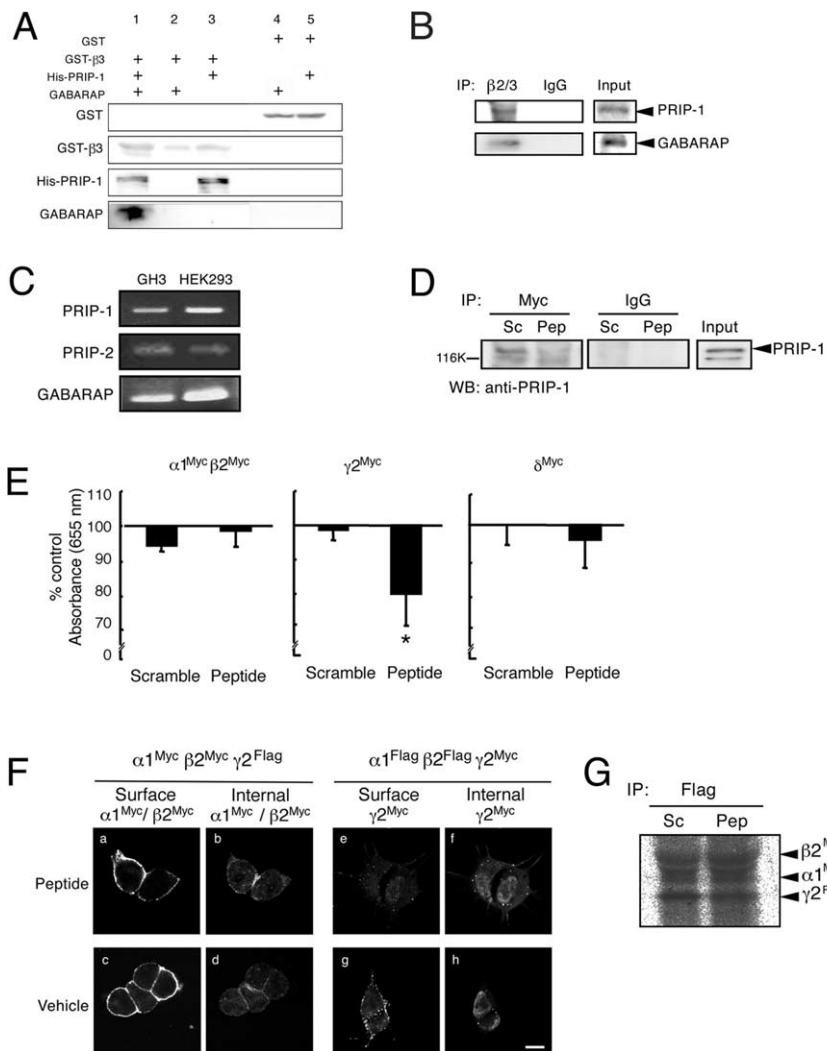 A
1 2 3 4 5
GST + +
GST-β3 + + +
His-PRIP-1 + + +
GABARAP + + +
GST
GST-β3
His-PRIP-1
GABARAP
B
IP: β2/3 IgG Input
PRIP-1
GABARAP
C
GH3 HEK293
PRIP-1
PRIP-2
GABARAP
D
IP: Myc IgG
Sc Pep Sc Pep Input
PRIP-1
116K
WB: anti-PRIP-1
E
α1Myc β2Myc γ2Myc δMyc
% control
Absorbance (655 nm)
110
100
90
80
70
0
*
Scramble Peptide Scramble Peptide Scramble Peptide
F
α1Myc β2Myc γ2Flag α1Flag β2Flag γ2Myc
Surface Internal Surface Internal
α1Myc/ β2Myc α1Myc / β2Myc γ2Myc γ2Myc
a b e f
Peptide
c d g h
Vehicle
G
IP: Flag
Sc Pep
β2M
α1M
γ2F